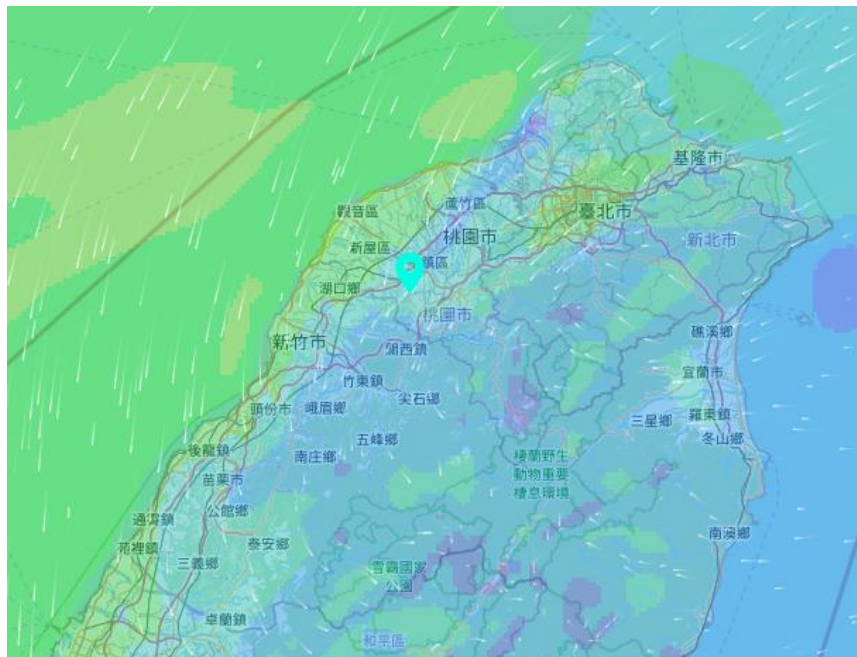 基隆市
臺北市
蘆竹區
觀音區
桃園市
新屋區
新北市
鎮區
湖口鄉
桃園市
新竹市
關西鎮
礁溪鄉
竹東鎮
宜蘭市
尖石鄉
頭份市
峨眉鄉
三星鄉
羅東鎮
五峰鄉
冬山鄉
後龍鎮
南庄鄉
棲蘭野生
動物重要
棲息環境
苗栗市
公館鄉
通霄鎮
南澳鄉
苑裡鎮
泰安鄉
三義鄉
雪霸國家
公園
卓蘭鎮
和平區